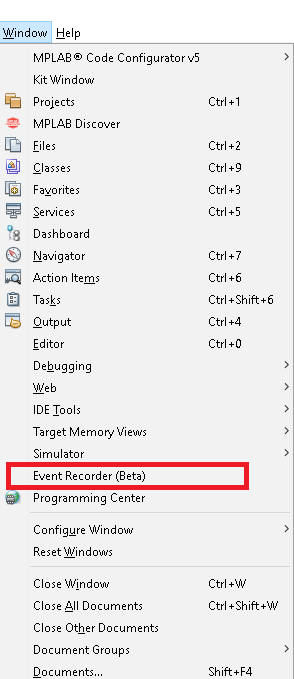 Window Help
MPLAB® Code Configurator v5
Kit Window
Projects Ctrl+1
MPLAB Discover
Files Ctrl+2
Classes Ctrl+9
Favorites Ctrl+3
Services Ctrl+5
Dashboard
Navigator Ctrl+7
Action Items Ctrl+6
Tasks Ctrl+Shift+6
Output Ctrl+4
Editor Ctrl+0
Debugging
Web
IDE Tools
Target Memory Views
Simulator
Event Recorder (Beta)
Programming Center
Configure Window
Reset Windows
Close Window Ctrl+W
Close All Documents Ctrl+Shift+W
Close Other Documents
Document Groups
Documents... Shift+F4